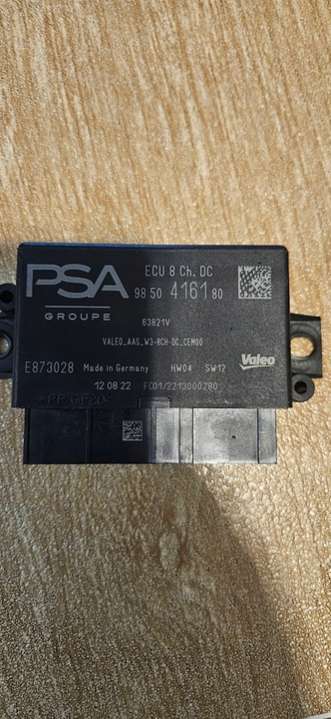 PSA
GROUPE
ECU 8 Ch. DC
98 50 4161 80
63821V
VALEO_AAS_W3-8CH-DC_CEM00
Valeo
E873028 Made in Germany HW04 SW12
12 08 22 FC01/2213000280